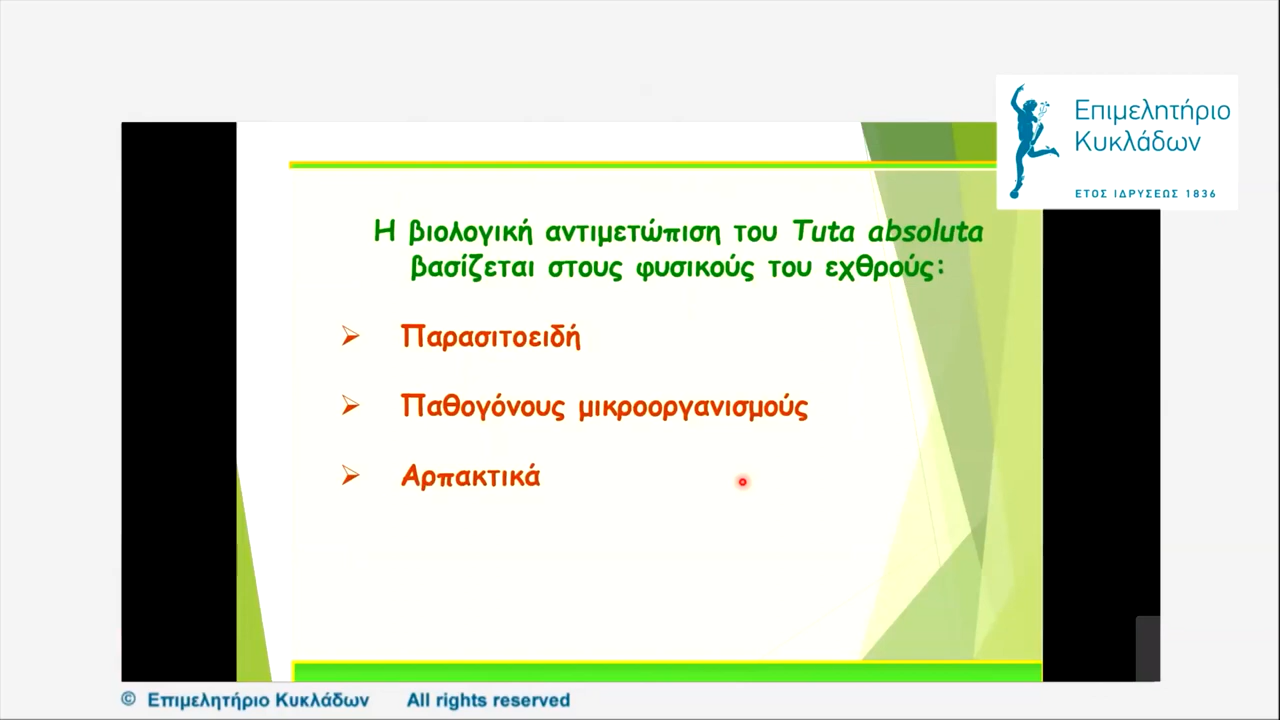 Επιμελητήριο
Κυκλάδων
ΕΤΟΣ ΙΔΡΥΣΕΩΣ 1836
Η βιολογική αντιμετώπιση του Tuta absoluta
βασίζεται στους φυσικούς του εχθρούς:
Παρασιτοειδή
Παθογόνους μικροοργανισμούς
Αρπακτικά
© Επιμελητήριο Κυκλάδων All rights reserved